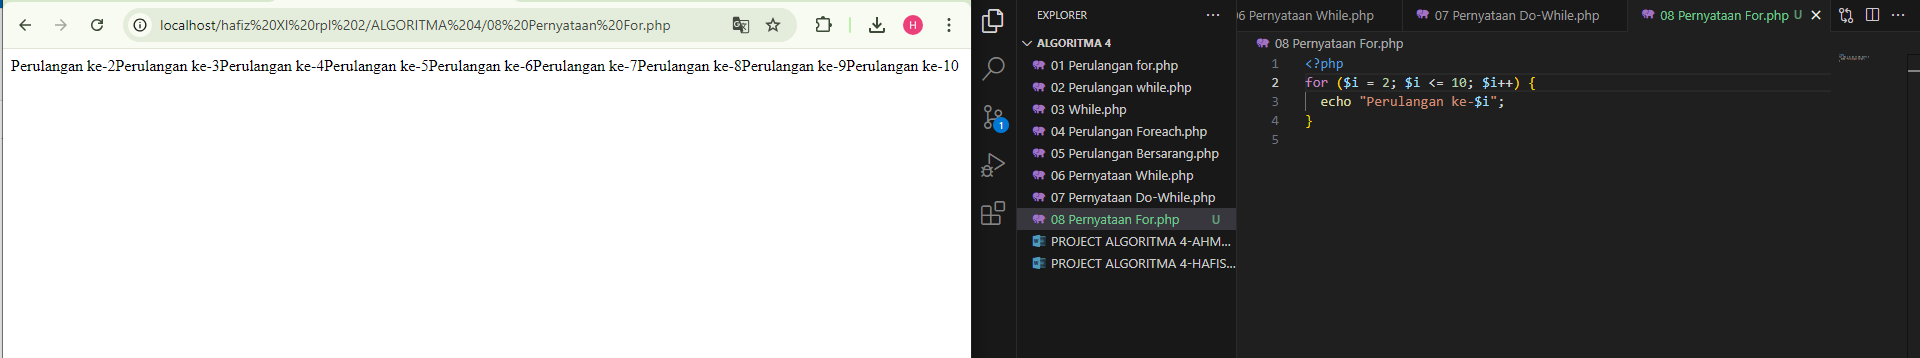 localhost/hafiz%20XI%20rpl%202/ALGORITMA%204/08%20Pernyataan%20For.php
H
Perulangan ke-2Perulangan ke-3Perulangan ke-4Perulangan ke-5Perulangan ke-6Perulangan ke-7Perulangan ke-8Perulangan ke-9Perulangan ke-10
1
EXPLORER
ALGORITMA 4
01 Perulangan for.php
02 Perulangan while.php
03 While.php
04 Perulangan Foreach.php
05 Perulangan Bersarang.php
06 Pernyataan While.php
07 Pernyataan Do-While.php
08 Pernyataan For.php U
PROJECT ALGORITMA 4-AHM...
PROJECT ALGORITMA 4-HAFIS...
06 Pernyataan While.php
07 Pernyataan Do-While.php
08 Pernyataan For.php U
08 Pernyataan For.php
1 <?php
2 for ($i = 2; $i <= 10; $i++) {
3 echo "Perulangan ke-$i";
4 }
5